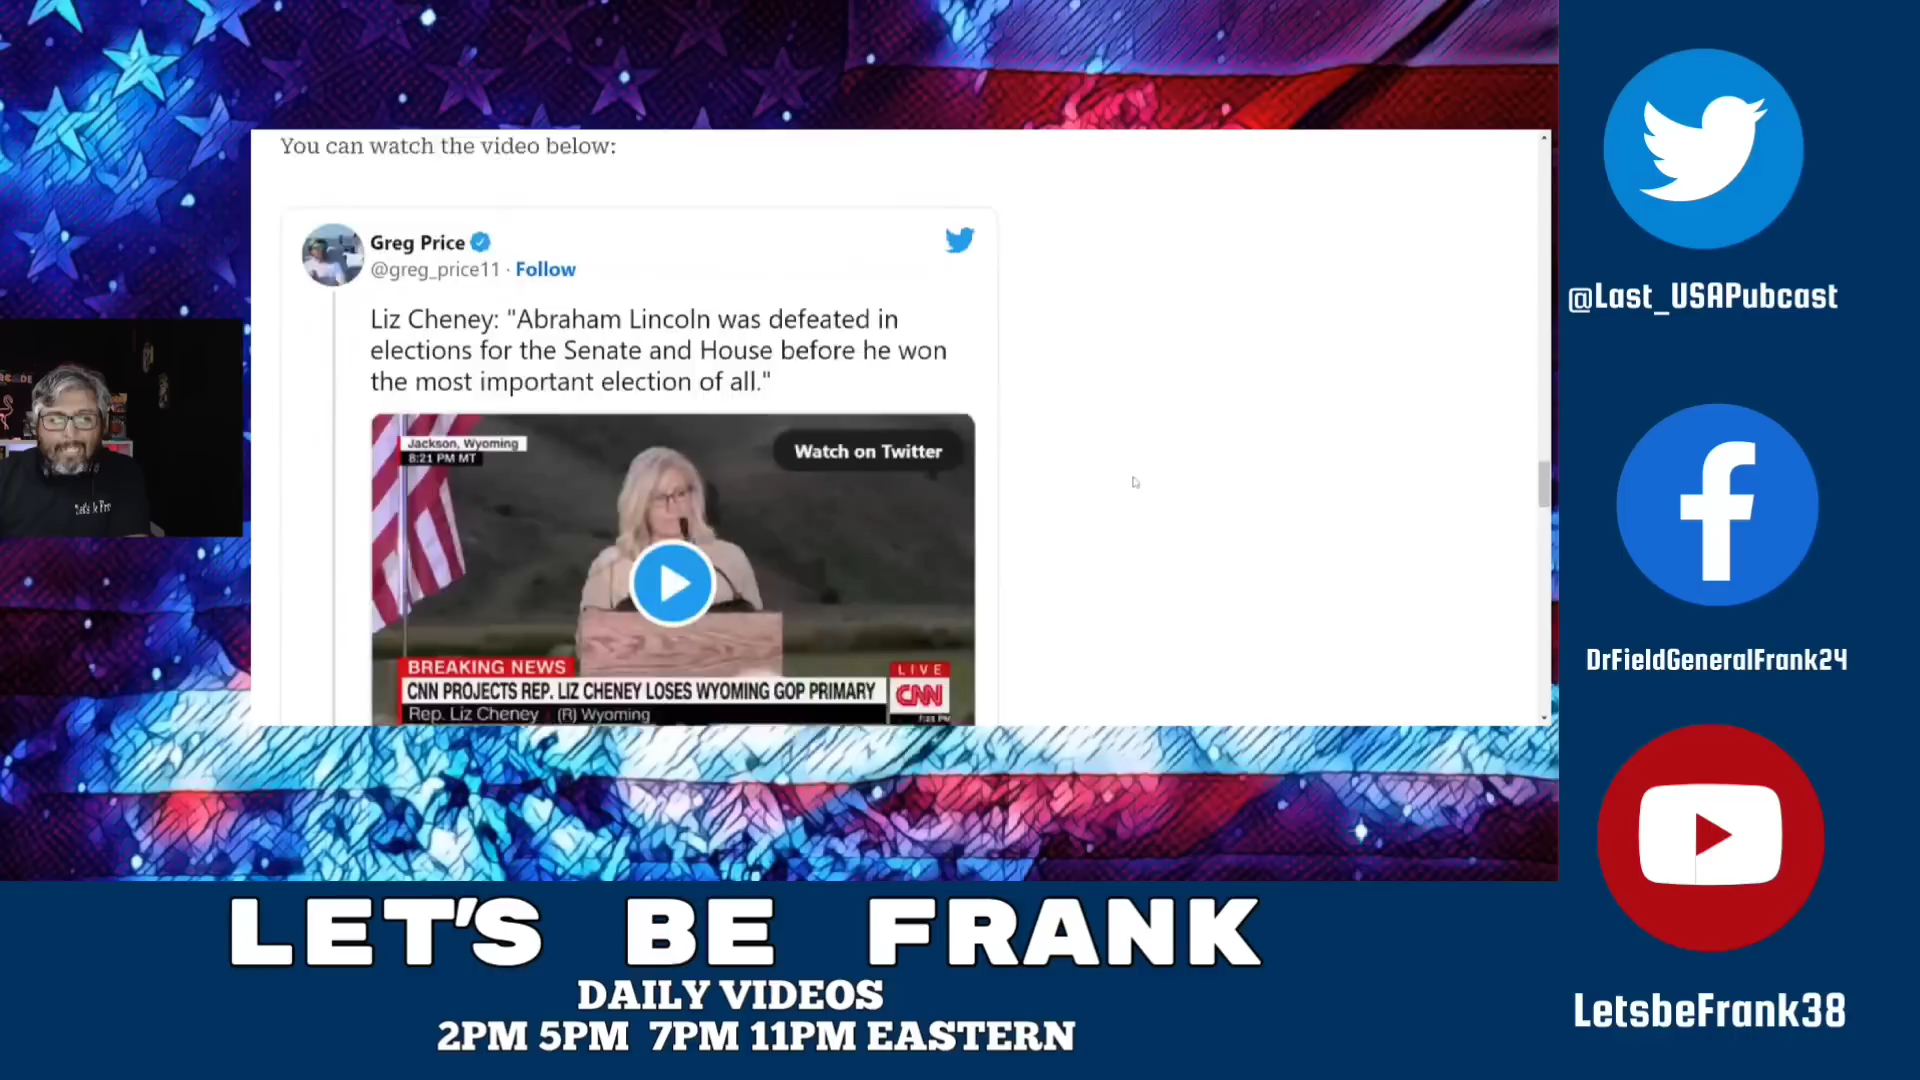 You can watch the video below:
Greg Price
@greg_price11 · Follow
Liz Cheney: "Abraham Lincoln was defeated in
elections for the Senate and House before he won
the most important election of all."
Jackson, Wyoming
8:21 PM MT
Watch on Twitter
BREAKING NEWS
CNN PROJECTS REP. LIZ CHENEY LOSES WYOMING GOP PRIMARY
Rep. Liz Cheney (R) Wyoming
LIVE
CNN
Let's be Fr
@Last_USAPubcast
DrFieldGeneralFrank24
LetsbeFrank38
LET'S BE FRANK
DAILY VIDEOS
2PM 5PM 7PM 11PM EASTERN